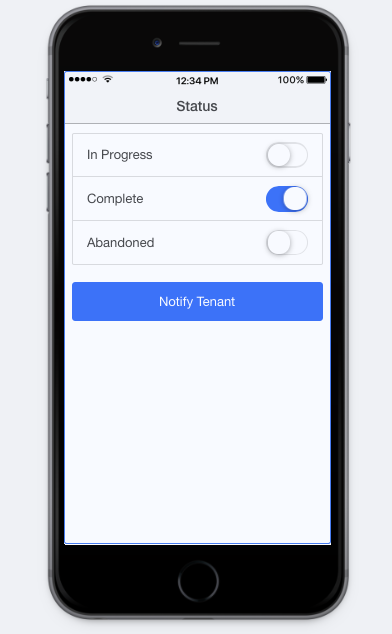 12:34 PM 100%
Status
In Progress
Complete
Abandoned
Notify Tenant